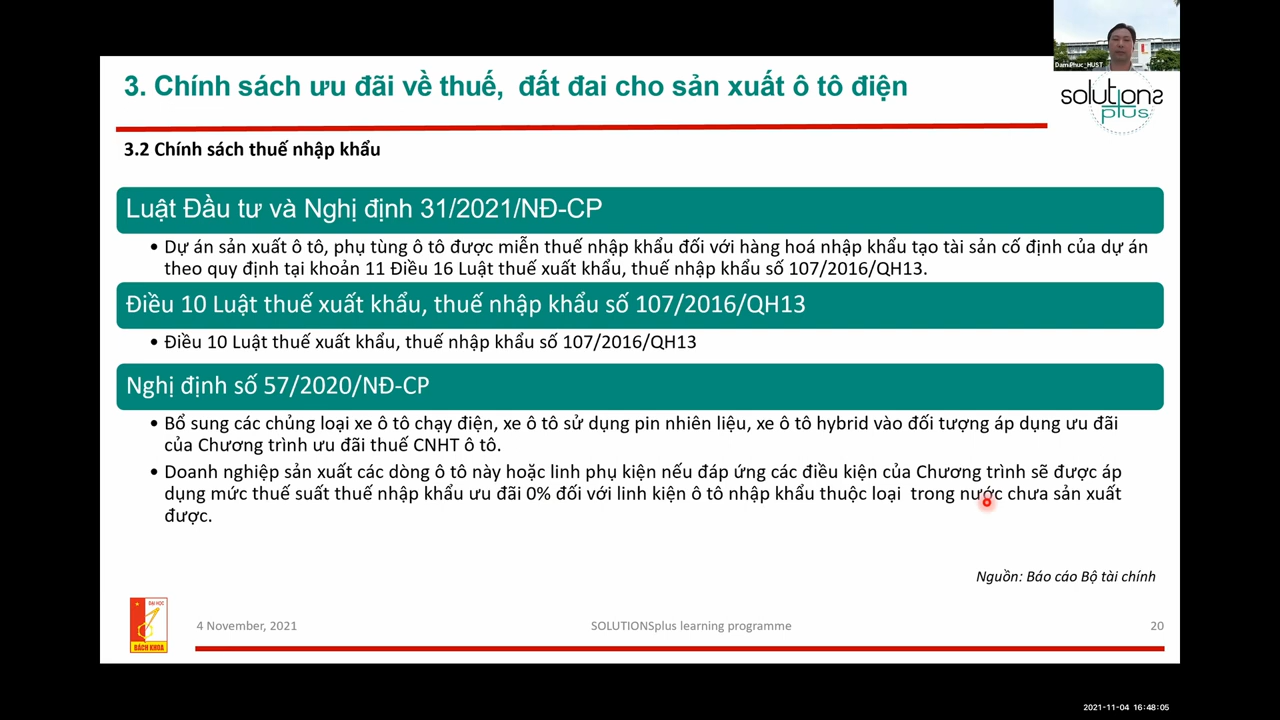 DamPhuc_HUST
3. Chính sách ưu đãi về thuế, đất đai cho sản xuất ô tô điện
solutions
plus
3.2 Chính sách thuế nhập khẩu
Luật Đầu tư và Nghị định 31/2021/NĐ-CP
• Dự án sản xuất ô tô, phụ tùng ô tô được miễn thuế nhập khẩu đối với hàng hoá nhập khẩu tạo tài sản cố định của dự án
theo quy định tại khoản 11 Điều 16 Luật thuế xuất khẩu, thuế nhập khẩu số 107/2016/QH13.
Điều 10 Luật thuế xuất khẩu, thuế nhập khẩu số 107/2016/QH13
• Điều 10 Luật thuế xuất khẩu, thuế nhập khẩu số 107/2016/QH13
Nghị định số 57/2020/NĐ-CP
• Bổ sung các chủng loại xe ô tô chạy điện, xe ô tô sử dụng pin nhiên liệu, xe ô tô hybrid vào đối tượng áp dụng ưu đãi
của Chương trình ưu đãi thuế CNHT ô tô.
• Doanh nghiệp sản xuất các dòng ô tô này hoặc linh phụ kiện nếu đáp ứng các điều kiện của Chương trình sẽ được áp
dụng mức thuế suất thuế nhập khẩu ưu đãi 0% đối với linh kiện ô tô nhập khẩu thuộc loại trong nước chưa sản xuất
được.
Nguồn: Báo cáo Bộ tài chính
ĐẠI HỌC
BÁCH KHOA
4 November, 2021
SOLUTIONSplus learning programme
20
2021-11-04 16:48:05